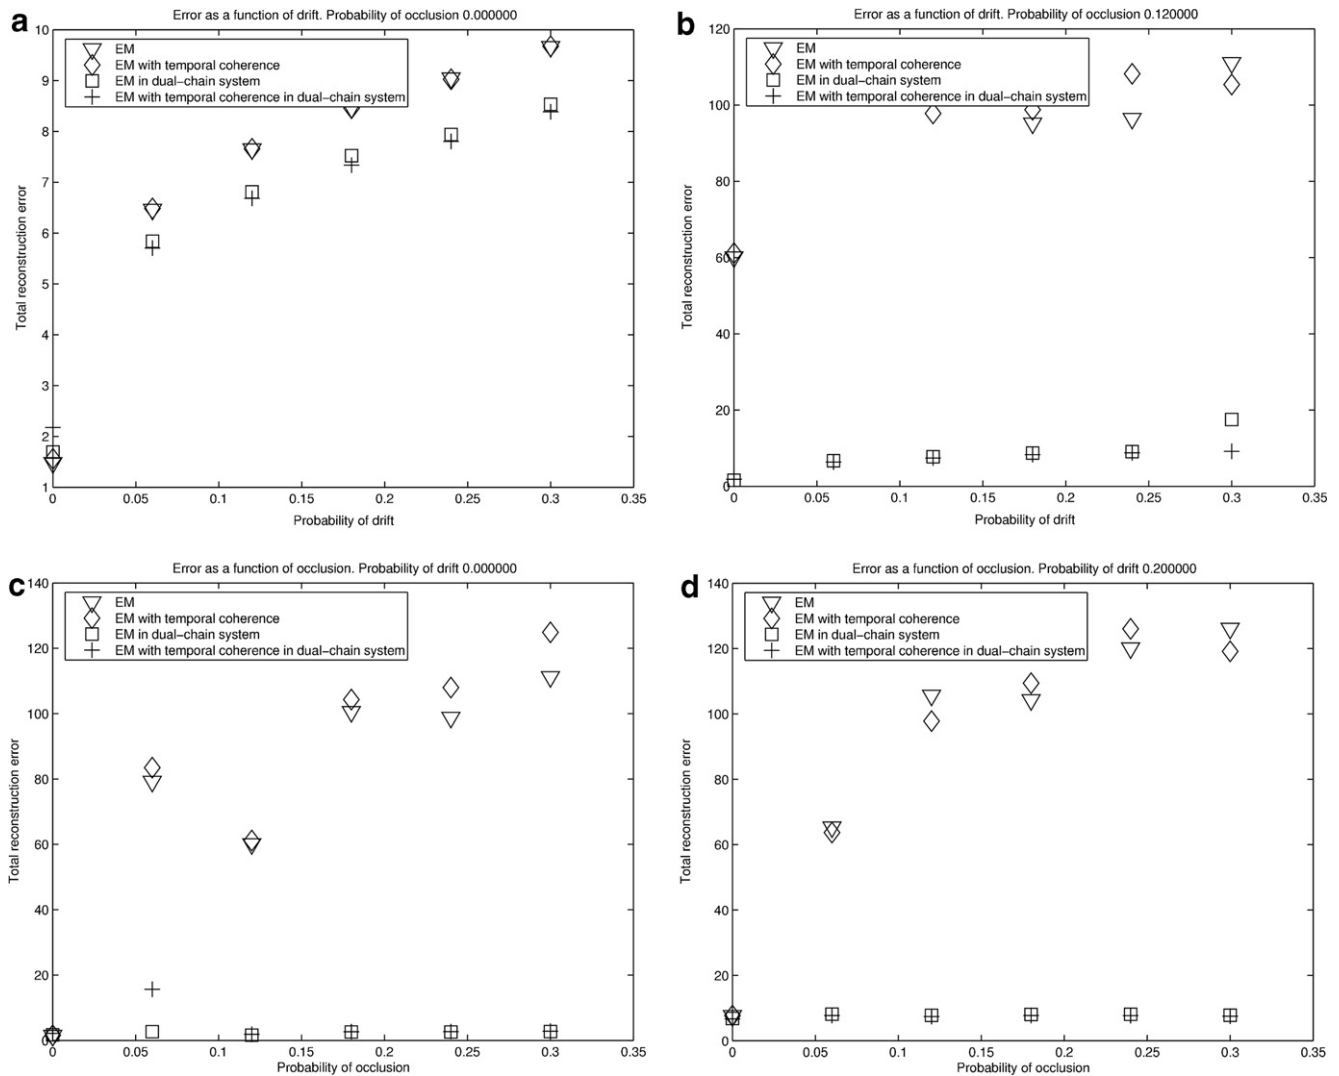 a
Error as a function of drift. Probability of occlusion 0.000000
EM
EM with temporal coherence
EM in dual−chain system
EM with temporal coherence in dual−chain system
10
9
8
7
6
5
4
3
2
1
Total reconstruction error
0
0.05
0.1
0.15
0.2
0.25
0.3
0.35
Probability of drift
b
Error as a function of drift. Probability of occlusion 0.120000
EM
EM with temporal coherence
EM in dual−chain system
EM with temporal coherence in dual−chain system
120
100
80
60
40
20
0
Total reconstruction error
0
0.05
0.1
0.15
0.2
0.25
0.3
0.35
Probability of drift
c
Error as a function of occlusion. Probability of drift 0.000000
EM
EM with temporal coherence
EM in dual−chain system
EM with temporal coherence in dual−chain system
140
120
100
80
60
40
20
0
Total reconstruction error
0
0.05
0.1
0.15
0.2
0.25
0.3
0.35
Probability of occlusion
d
Error as a function of occlusion. Probability of drift 0.200000
EM
EM with temporal coherence
EM in dual−chain system
EM with temporal coherence in dual−chain system
140
120
100
80
60
40
20
0
Total reconstruction error
0
0.05
0.1
0.15
0.2
0.25
0.3
0.35
Probability of occlusion